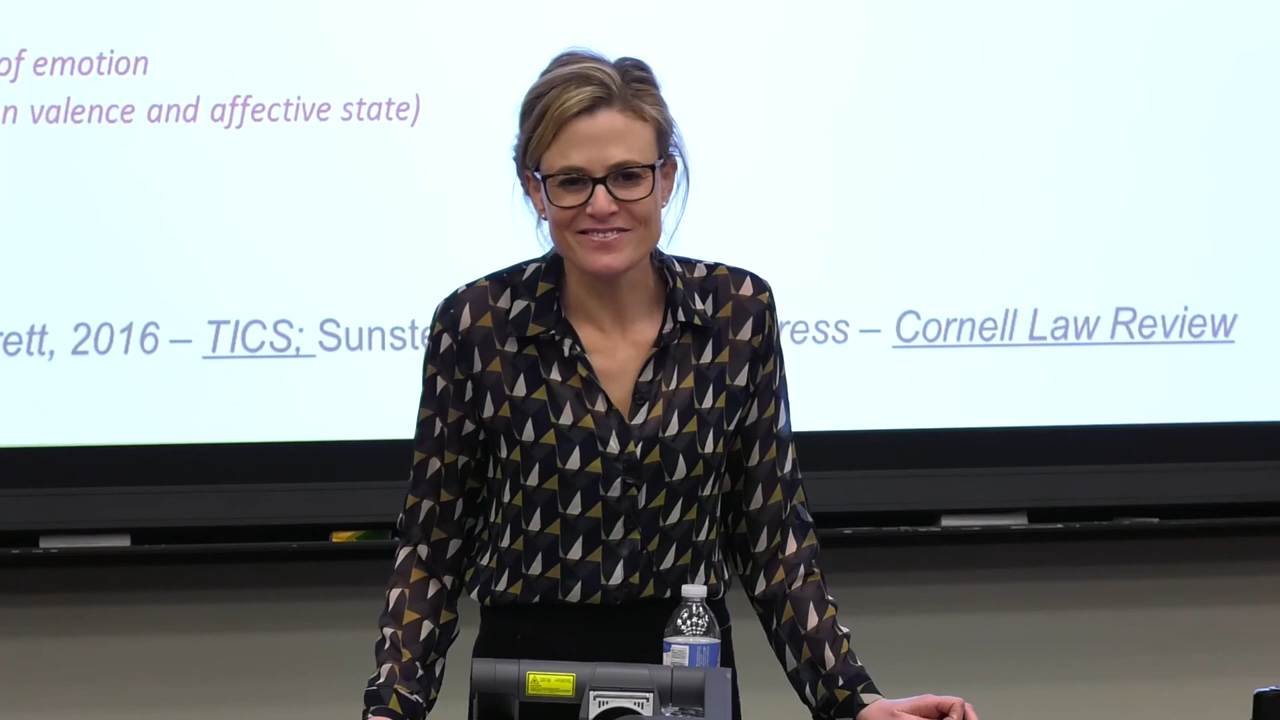 of emotion
n valence and affective state)
rett, 2016 – TICS; Sunste ress – Cornell Law Review